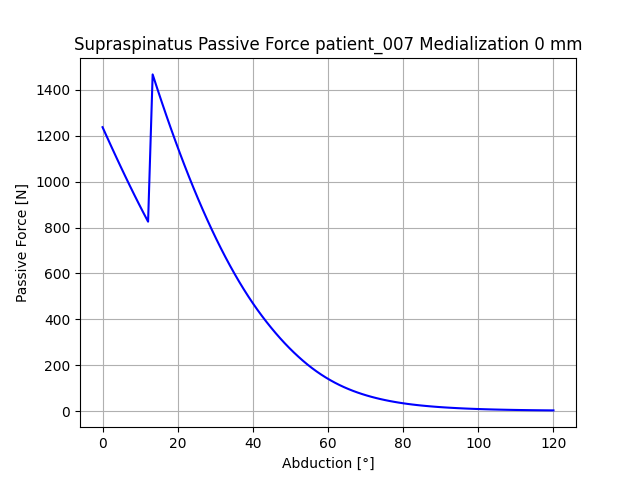 Supraspinatus Passive Force patient_007 Medialization 0 mm
1400
1200
1000
800
600
400
200
0
Passive Force [N]
0 20 40 60 80 100 120
Abduction [°]